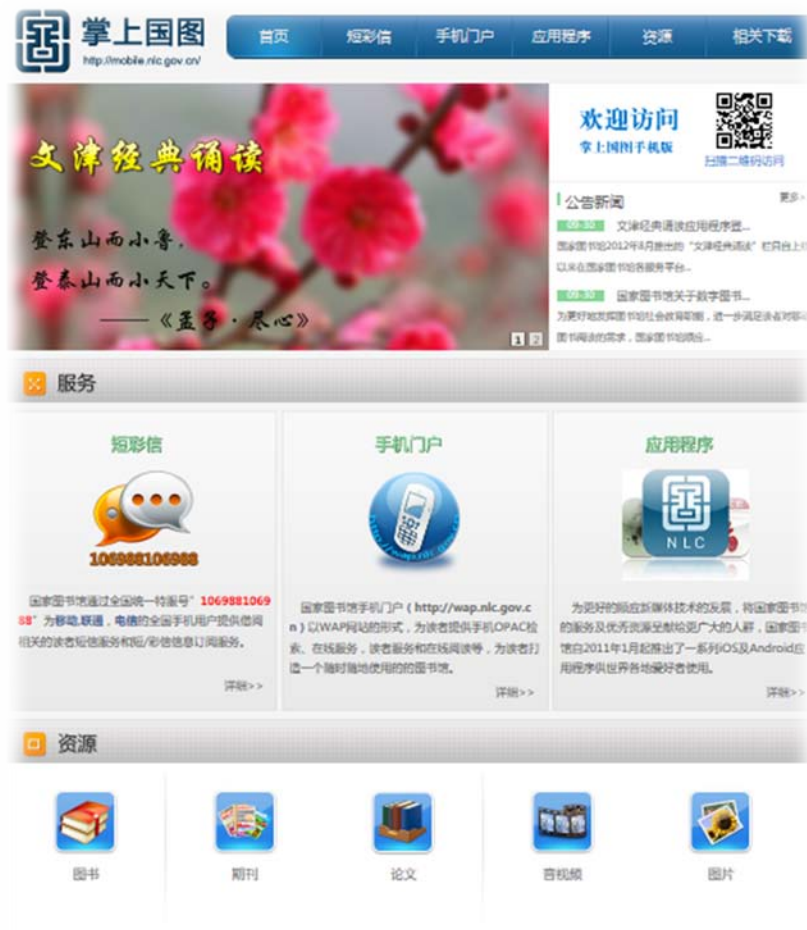 掌上国图
http://mobile.nlc.gov.cn/
首页 短彩信 手机门户 应用程序 资源 相关下载
文津经典诵读
登东山而小鲁，
登泰山而小天下。
——《孟子·尽心》
1 2
欢迎访问
掌上国图手机版
扫描二维码访问
公告新闻 更多>
09-30 文津经典诵读应用程序登...
国家图书馆2012年8月推出的“文津经典诵读”栏目自上
以来在国家图书馆各服务平台...
09-30 国家图书馆关于数字图书...
为更好地发挥图书馆社会教育职能，进一步满足读者对
图书阅读的需求，国家图书馆
服务
短彩信
106988106988
国家图书馆通过全国统一特服号“1069881069
88”为移动,联通，电信的全国手机用户提供借阅
相关的读者短信服务和短/彩信信息订阅服务。
详细>>
手机门户
http://wap.nlc.gov.cn
国家图书馆手机门户（http://wap.nlc.gov.c
n）以WAP网站的形式，为读者提供手机OPAC检
索、在线服务，读者服务和在线阅读等，为读者打
造一个随时随地使用的的图书馆。
详细>>
应用程序
NLC
为更好的顺应新媒体技术的发展，将国家图书
的服务及优秀资源呈献给更广大的人群，国家图
馆自2011年1月起推出了一系列iOS及Android应
用程序供世界各地爱好者使用。
详细>>
资源
图书 期刊 论文 音视频 图片